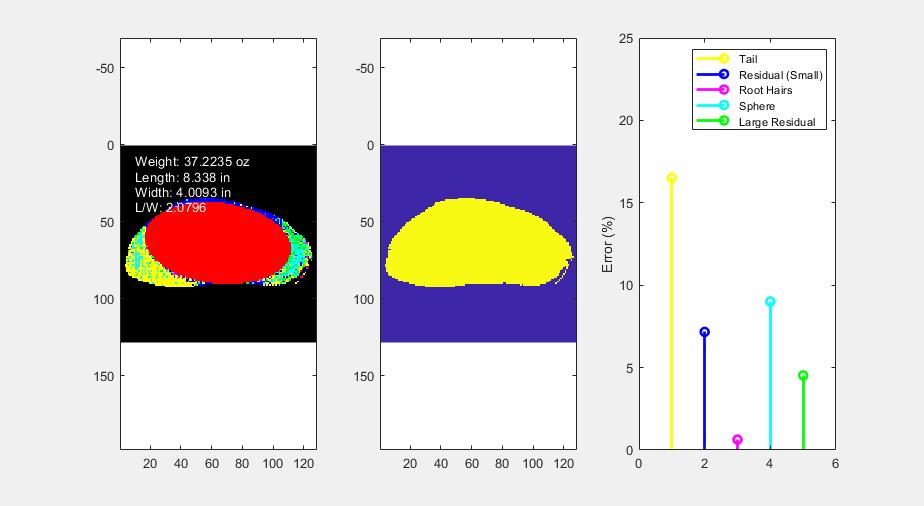 -50
0
50
100
150
20 40 60 80 100 120
Weight: 37.2235 oz
Length: 8.338 in
Width: 4.0093 in
L/W: 2.0796
-50
0
50
100
150
20 40 60 80 100 120
25
20
15
10
5
0
Error (%)
0 2 4 6
Tail
Residual (Small)
Root Hairs
Sphere
Large Residual